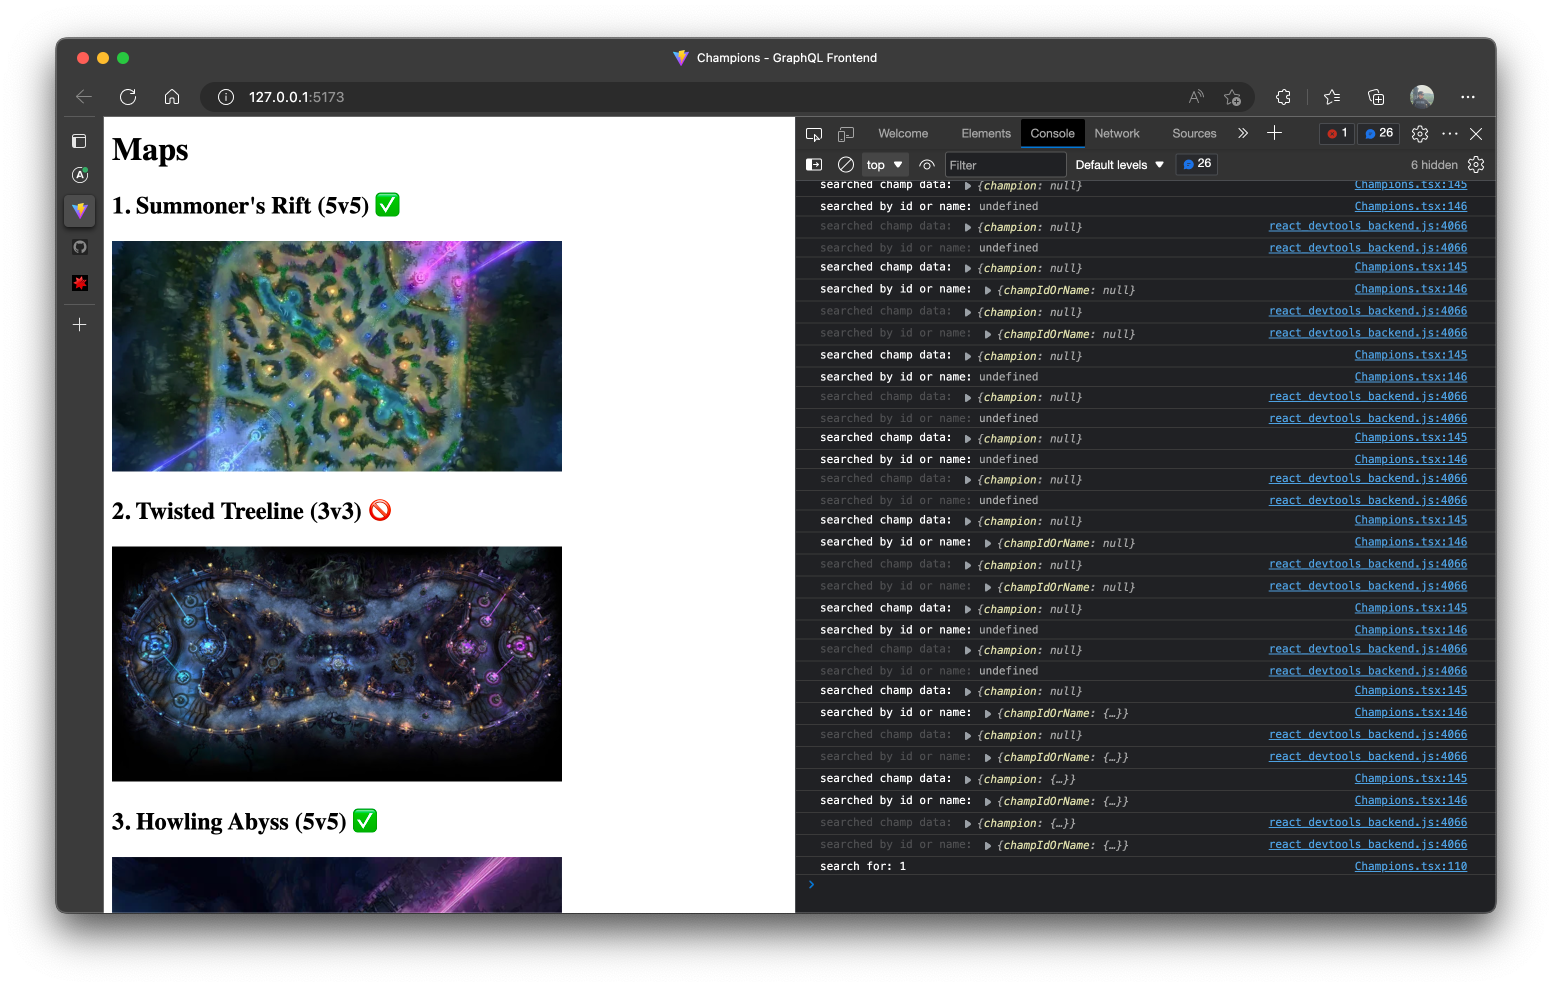 Champions - GraphQL Frontend
127.0.0.1:5173
Maps
1. Summoner's Rift (5v5) ✅
2. Twisted Treeline (3v3) 🚫
3. Howling Abyss (5v5) ✅
Welcome Elements Console Network Sources 1 26
top Filter Default levels 26 6 hidden
searched champ data: {champion: null} Champions.tsx:145
searched by id or name: undefined Champions.tsx:146
searched champ data: {champion: null} react_devtools_backend.js:4066
searched by id or name: undefined react_devtools_backend.js:4066
searched champ data: {champion: null} Champions.tsx:145
searched by id or name: {champIdOrName: null} Champions.tsx:146
searched champ data: {champion: null} react_devtools_backend.js:4066
searched by id or name: {champIdOrName: null} react_devtools_backend.js:4066
searched champ data: {champion: null} Champions.tsx:145
searched by id or name: undefined Champions.tsx:146
searched champ data: {champion: null} react_devtools_backend.js:4066
searched by id or name: undefined react_devtools_backend.js:4066
searched champ data: {champion: null} Champions.tsx:145
searched by id or name: undefined Champions.tsx:146
searched champ data: {champion: null} react_devtools_backend.js:4066
searched by id or name: undefined react_devtools_backend.js:4066
searched champ data: {champion: null} Champions.tsx:145
searched by id or name: {champIdOrName: null} Champions.tsx:146
searched champ data: {champion: null} react_devtools_backend.js:4066
searched by id or name: {champIdOrName: null} react_devtools_backend.js:4066
searched champ data: {champion: null} Champions.tsx:145
searched by id or name: undefined Champions.tsx:146
searched champ data: {champion: null} react_devtools_backend.js:4066
searched by id or name: undefined react_devtools_backend.js:4066
searched champ data: {champion: null} Champions.tsx:145
searched by id or name: {champIdOrName: {…}} Champions.tsx:146
searched champ data: {champion: null} react_devtools_backend.js:4066
searched by id or name: {champIdOrName: {…}} react_devtools_backend.js:4066
searched champ data: {champion: {…}} Champions.tsx:145
searched by id or name: {champIdOrName: {…}} Champions.tsx:146
searched champ data: {champion: {…}} react_devtools_backend.js:4066
searched by id or name: {champIdOrName: {…}} react_devtools_backend.js:4066
search for: 1 Champions.tsx:110